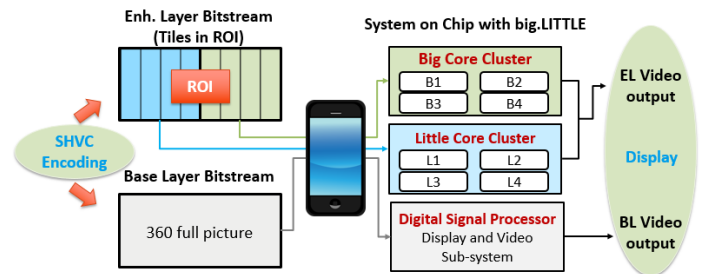 Enh. Layer Bitstream
(Tiles in ROI)
ROI
SHVC
Encoding
Base Layer Bitstream
360 full picture
System on Chip with big.LITTLE
Big Core Cluster
B1 B2
B3 B4
Little Core Cluster
L1 L2
L3 L4
Digital Signal Processor
Display and Video
Sub-system
EL Video
output
Display
BL Video
output